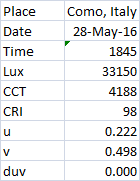 Place Como, Italy
Date 28-May-16
Time 1845
Lux 33150
CCT 4188
CRI 98
u 0.222
v 0.498
duv 0.000